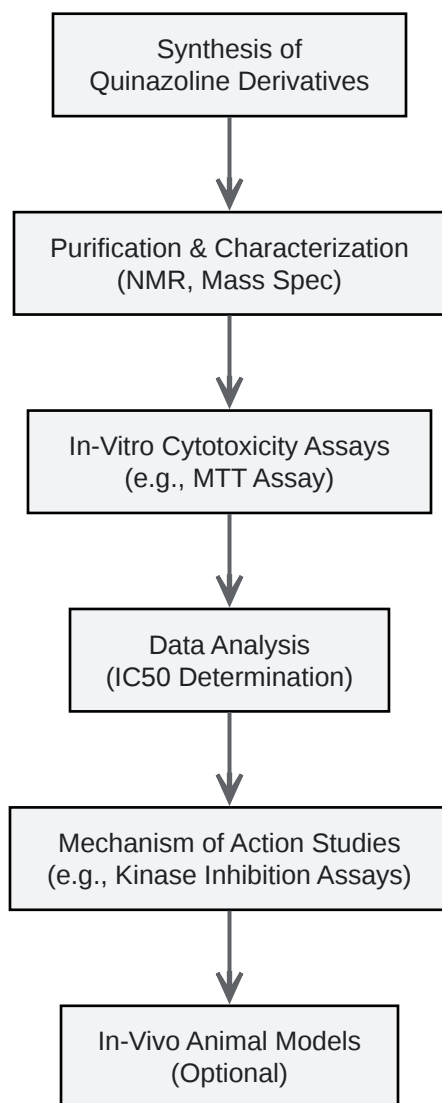 Synthesis of
Quinazoline Derivatives
Purification & Characterization
(NMR, Mass Spec)
In-Vitro Cytotoxicity Assays
(e.g., MTT Assay)
Data Analysis
(IC50 Determination)
Mechanism of Action Studies
(e.g., Kinase Inhibition Assays)
In-Vivo Animal Models
(Optional)